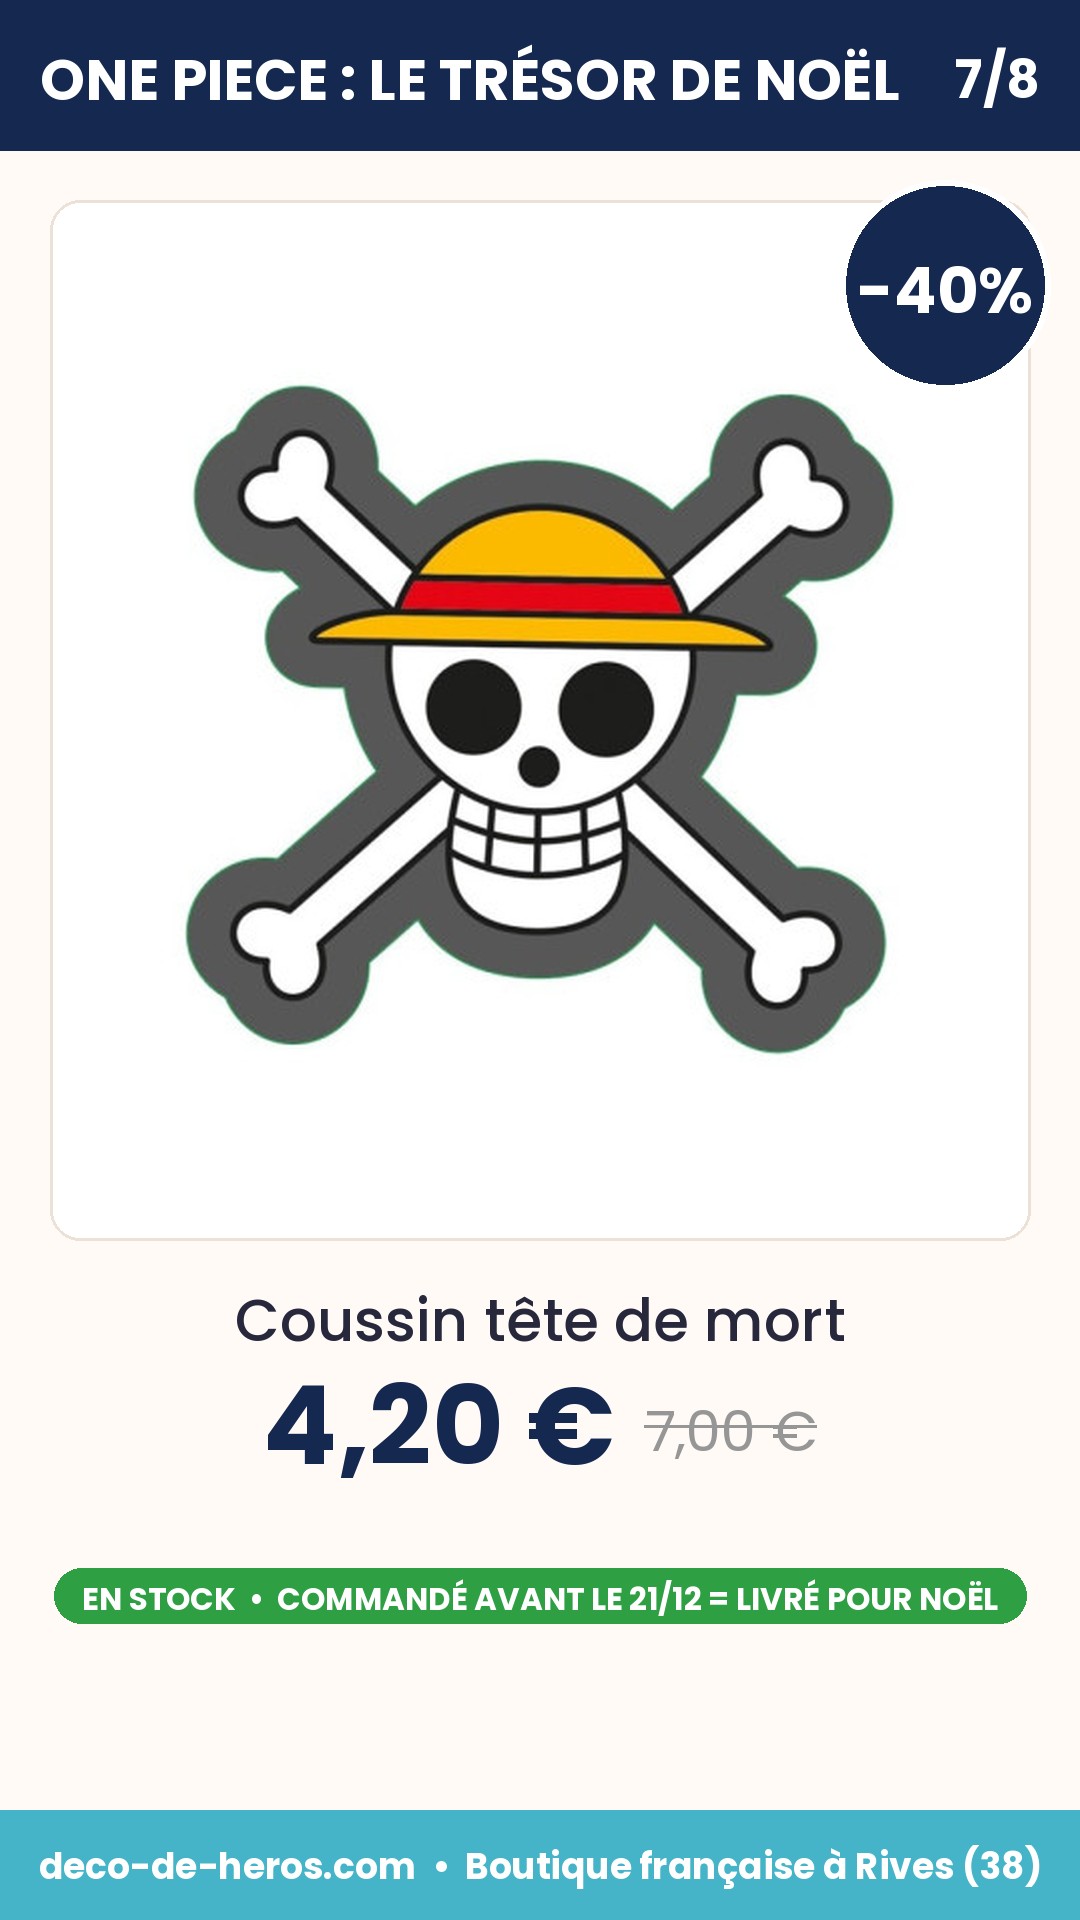 ONE PIECE : LE TRÉSOR DE NOËL 7/8
-40%
Coussin tête de mort
4,20 € 7,00 €
EN STOCK • COMMANDÉ AVANT LE 21/12 = LIVRÉ POUR NOËL
deco-de-heros.com • Boutique française à Rives (38)